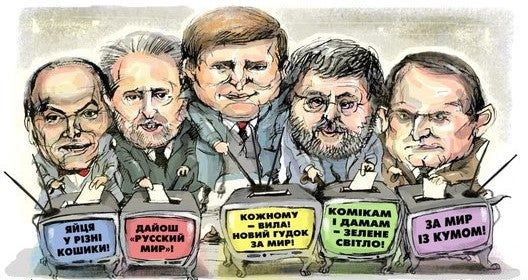 ЯЙЦЯ
У РІЗНІ
КОШИКИ!
ДАЙОШ
«РУССКИЙ
МИР»!
КОЖНОМУ
– ВИЛА!
НОВИЙ ГУДОК
ЗА МИР!
КОМІКАМ
І ДАМАМ
– ЗЕЛЕНЕ
СВІТЛО!
ЗА МИР
ІЗ КУМОМ!